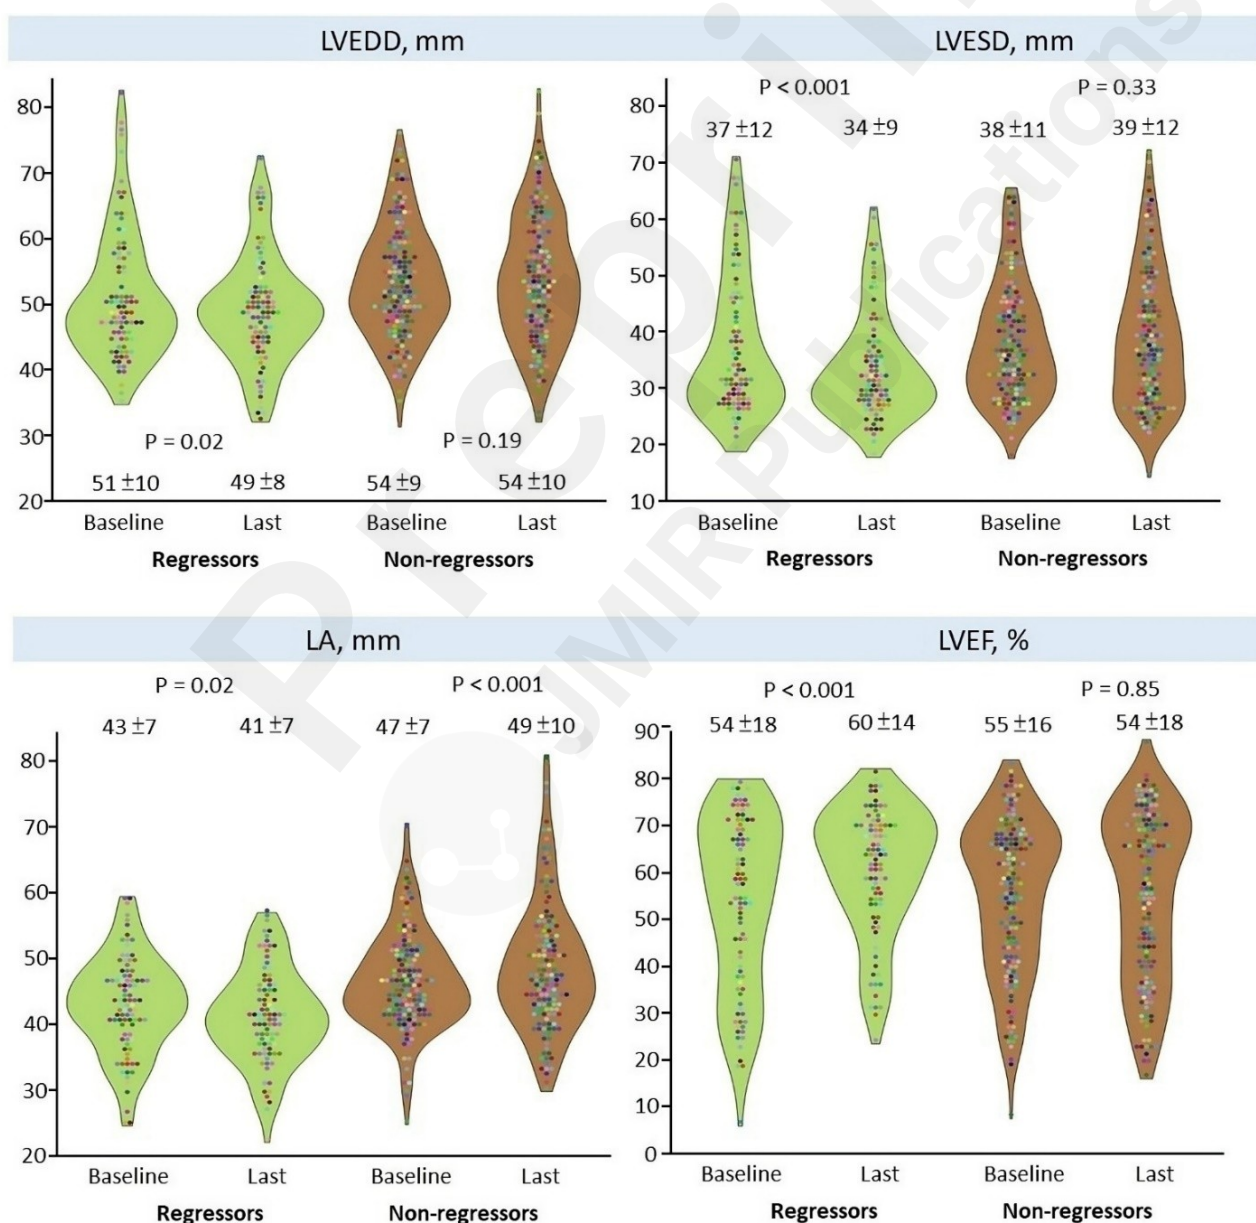 LVEDD, mm
LVESD, mm
80
70
60
50
40
30
20
P = 0.02
P = 0.19
51 ±10
49 ±8
54 ±9
54 ±10
Baseline
Last
Baseline
Last
Regressors
Non-regressors
P < 0.001
P = 0.33
37 ±12
34 ±9
38 ±11
39 ±12
80
70
60
50
40
30
20
10
Baseline
Last
Baseline
Last
Regressors
Non-regressors
LA, mm
LVEF, %
P = 0.02
P < 0.001
43 ±7
41 ±7
47 ±7
49 ±10
80
70
60
50
40
30
20
Baseline
Last
Baseline
Last
Regressors
Non-regressors
P < 0.001
P = 0.85
54 ±18
60 ±14
55 ±16
54 ±18
90
80
70
60
50
40
30
20
10
0
Baseline
Last
Baseline
Last
Regressors
Non-regressors
Preprin
JMIR Publications